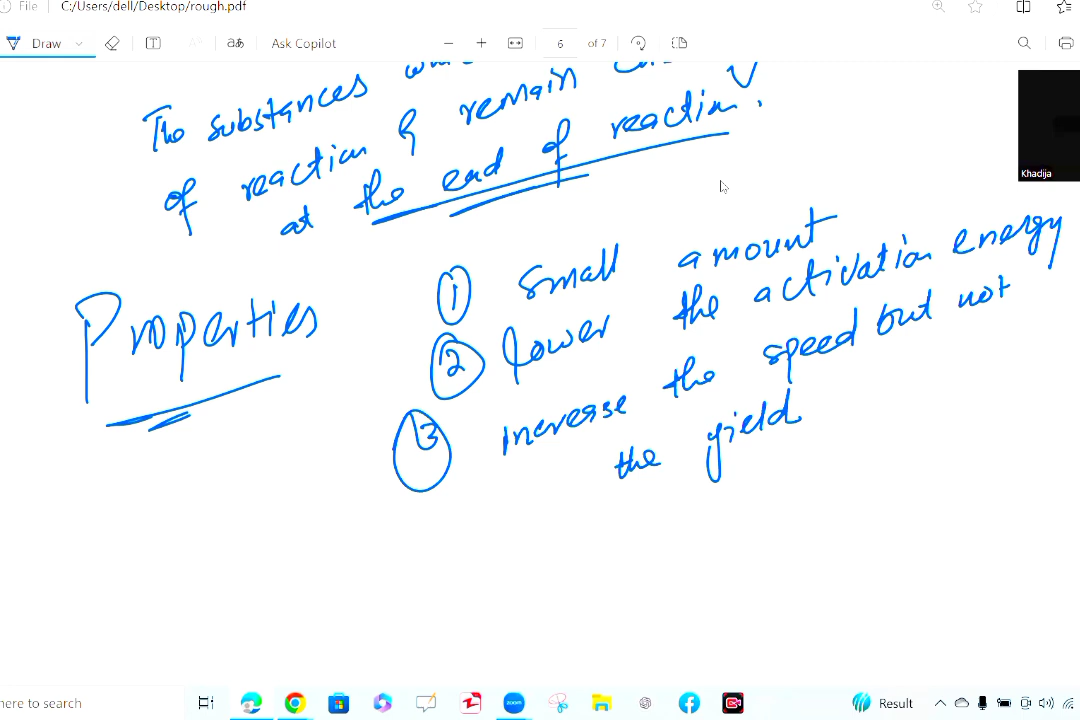 File C:/Users/dell/Desktop/rough.pdf
Draw Ask Copilot 6 of 7
The substances
of reaction & remain
at the end of reaction.
Khadija
Properties
① Small amount
② lower the activation energy
③ increase the speed but not
the yield
here to search
zoom
Result